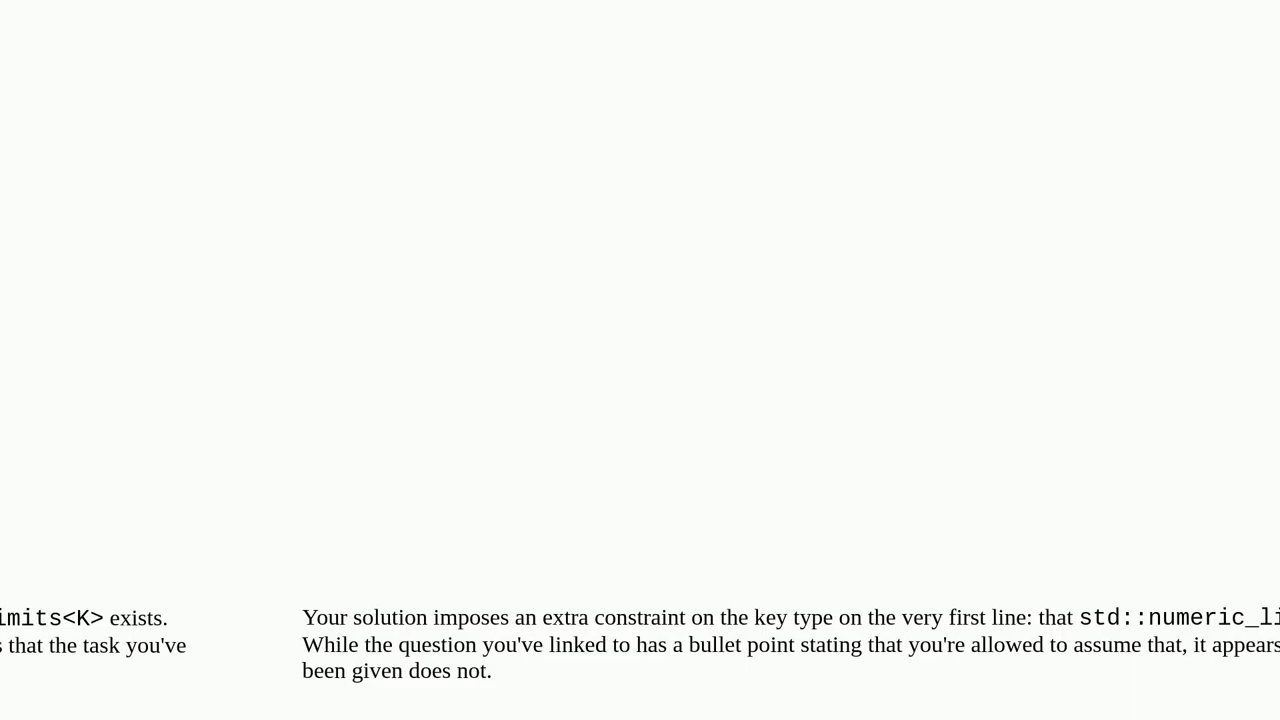 imits<K> exists.
s that the task you've
Your solution imposes an extra constraint on the key type on the very first line: that std::numeric_li
While the question you've linked to has a bullet point stating that you're allowed to assume that, it appears
been given does not.